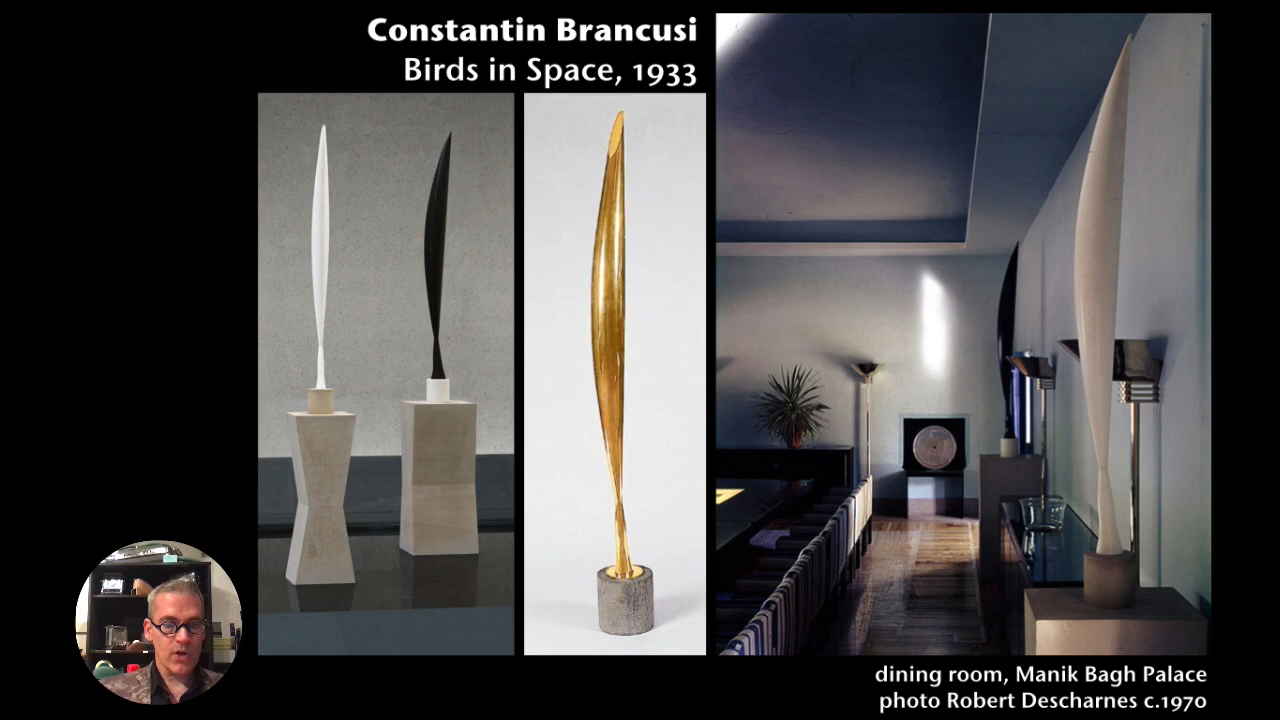 Constantin Brancusi
Birds in Space, 1933
dining room, Manik Bagh Palace
photo Robert Descharnes c.1970